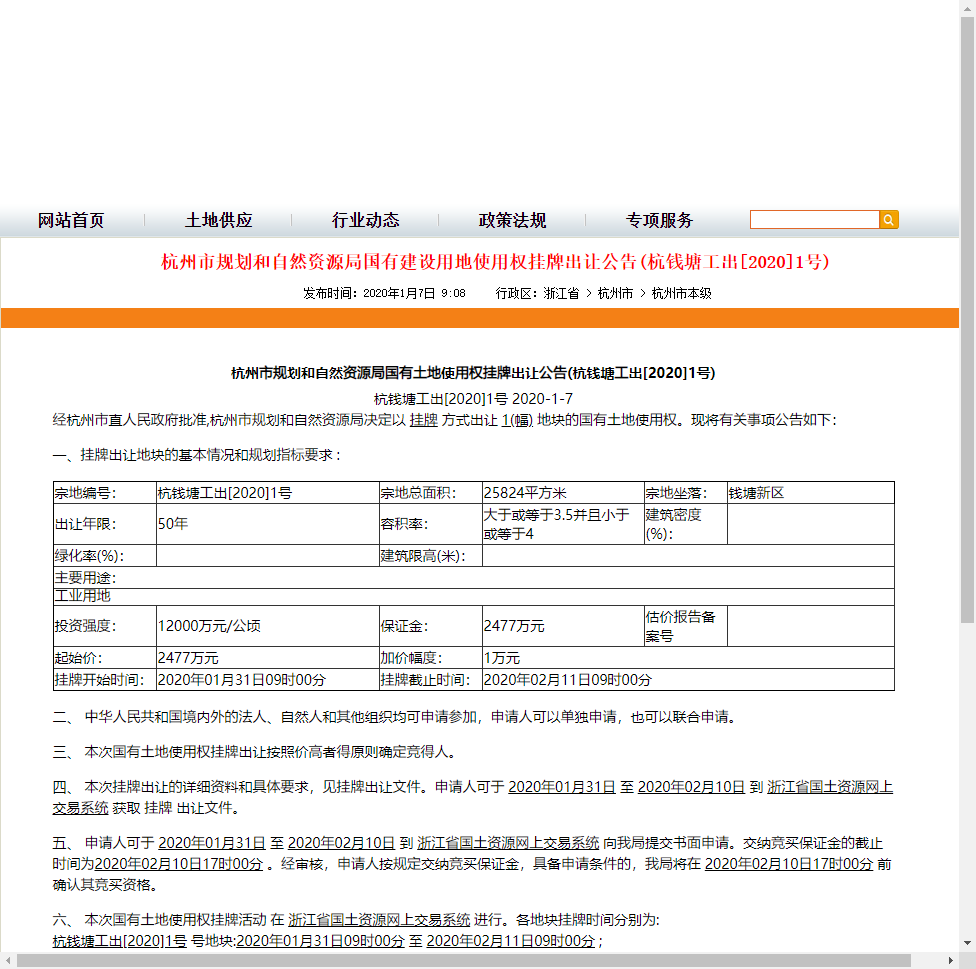 网站首页 土地供应 行业动态 政策法规 专项服务
杭州市规划和自然资源局国有建设用地使用权挂牌出让公告(杭钱塘工出[2020]1号)
发布时间：2020年1月7日 9:08 行政区：浙江省 > 杭州市 > 杭州市本级
杭州市规划和自然资源局国有土地使用权挂牌出让公告(杭钱塘工出[2020]1号)
杭钱塘工出[2020]1号 2020-1-7
经杭州市直人民政府批准,杭州市规划和自然资源局决定以 挂牌 方式出让 1(幅) 地块的国有土地使用权。现将有关事项公告如下：
一、挂牌出让地块的基本情况和规划指标要求：
宗地编号： 杭钱塘工出[2020]1号 宗地总面积： 25824平方米 宗地坐落： 钱塘新区
出让年限： 50年 容积率： 大于或等于3.5并且小于
或等于4 建筑密度
(%)：
绿化率(%)： 建筑限高(米)：
主要用途：
工业用地
投资强度： 12000万元/公顷 保证金： 2477万元 估价报告备
案号
起始价： 2477万元 加价幅度： 1万元
挂牌开始时间： 2020年01月31日09时00分 挂牌截止时间： 2020年02月11日09时00分
二、 中华人民共和国境内外的法人、自然人和其他组织均可申请参加，申请人可以单独申请，也可以联合申请。
三、 本次国有土地使用权挂牌出让按照价高者得原则确定竞得人。
四、 本次挂牌出让的详细资料和具体要求，见挂牌出让文件。申请人可于 2020年01月31日 至 2020年02月10日 到 浙江省国土资源网上
交易系统 获取 挂牌 出让文件。
五、 申请人可于 2020年01月31日 至 2020年02月10日 到 浙江省国土资源网上交易系统 向我局提交书面申请。交纳竞买保证金的截止
时间为2020年02月10日17时00分 。经审核，申请人按规定交纳竞买保证金，具备申请条件的，我局将在 2020年02月10日17时00分 前
确认其竞买资格。
六、 本次国有土地使用权挂牌活动 在 浙江省国土资源网上交易系统 进行。各地块挂牌时间分别为:
杭钱塘工出[2020]1号 号地块:2020年01月31日09时00分 至 2020年02月11日09时00分；